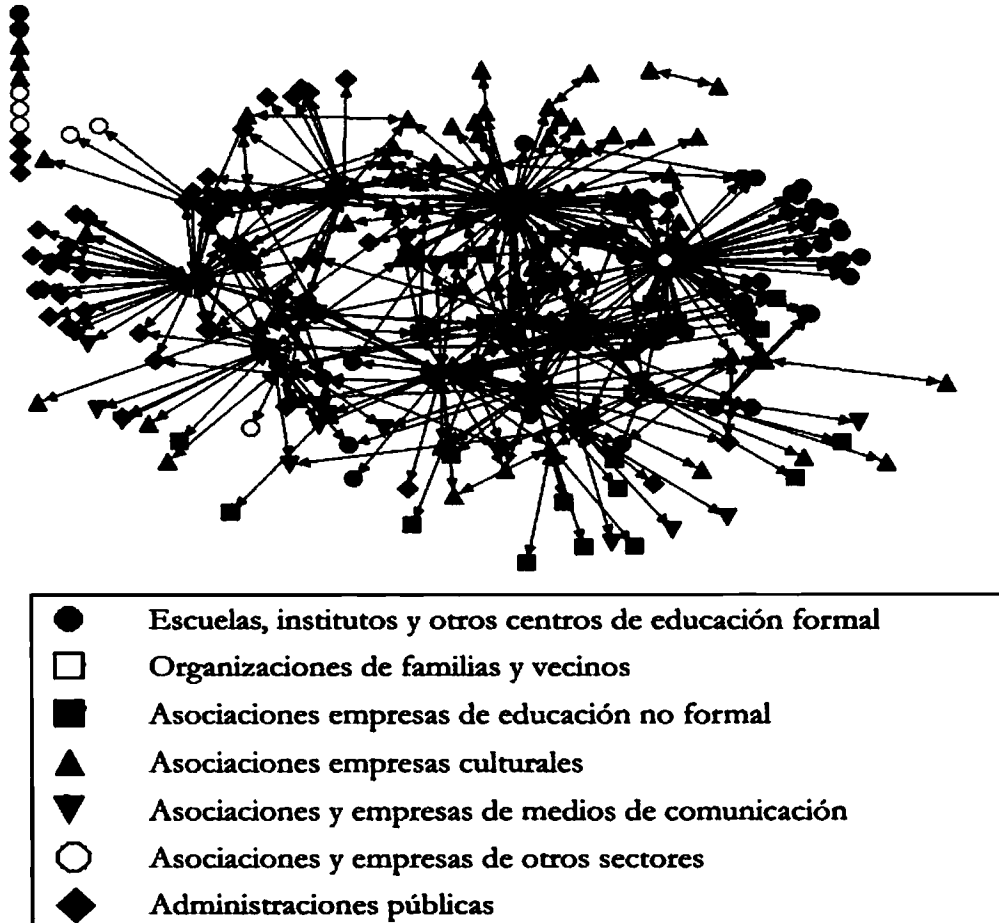 Escuelas, institutos y otros centros de educación formal
Organizaciones de familias y vecinos
Asociaciones empresas de educación no formal
Asociaciones empresas culturales
Asociaciones y empresas de medios de comunicación
Asociaciones y empresas de otros sectores
Administraciones públicas